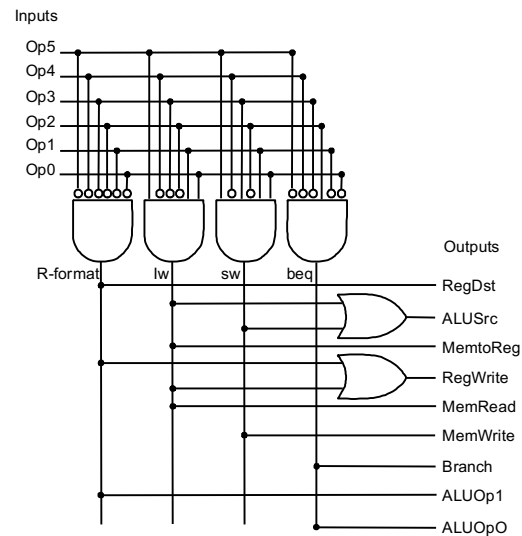 Inputs
Op5
Op4
Op3
Op2
Op1
Op0
R-format
lw
sw
beq
Outputs
RegDst
ALUSrc
MemtoReg
RegWrite
MemRead
MemWrite
Branch
ALUOp1
ALUOpO